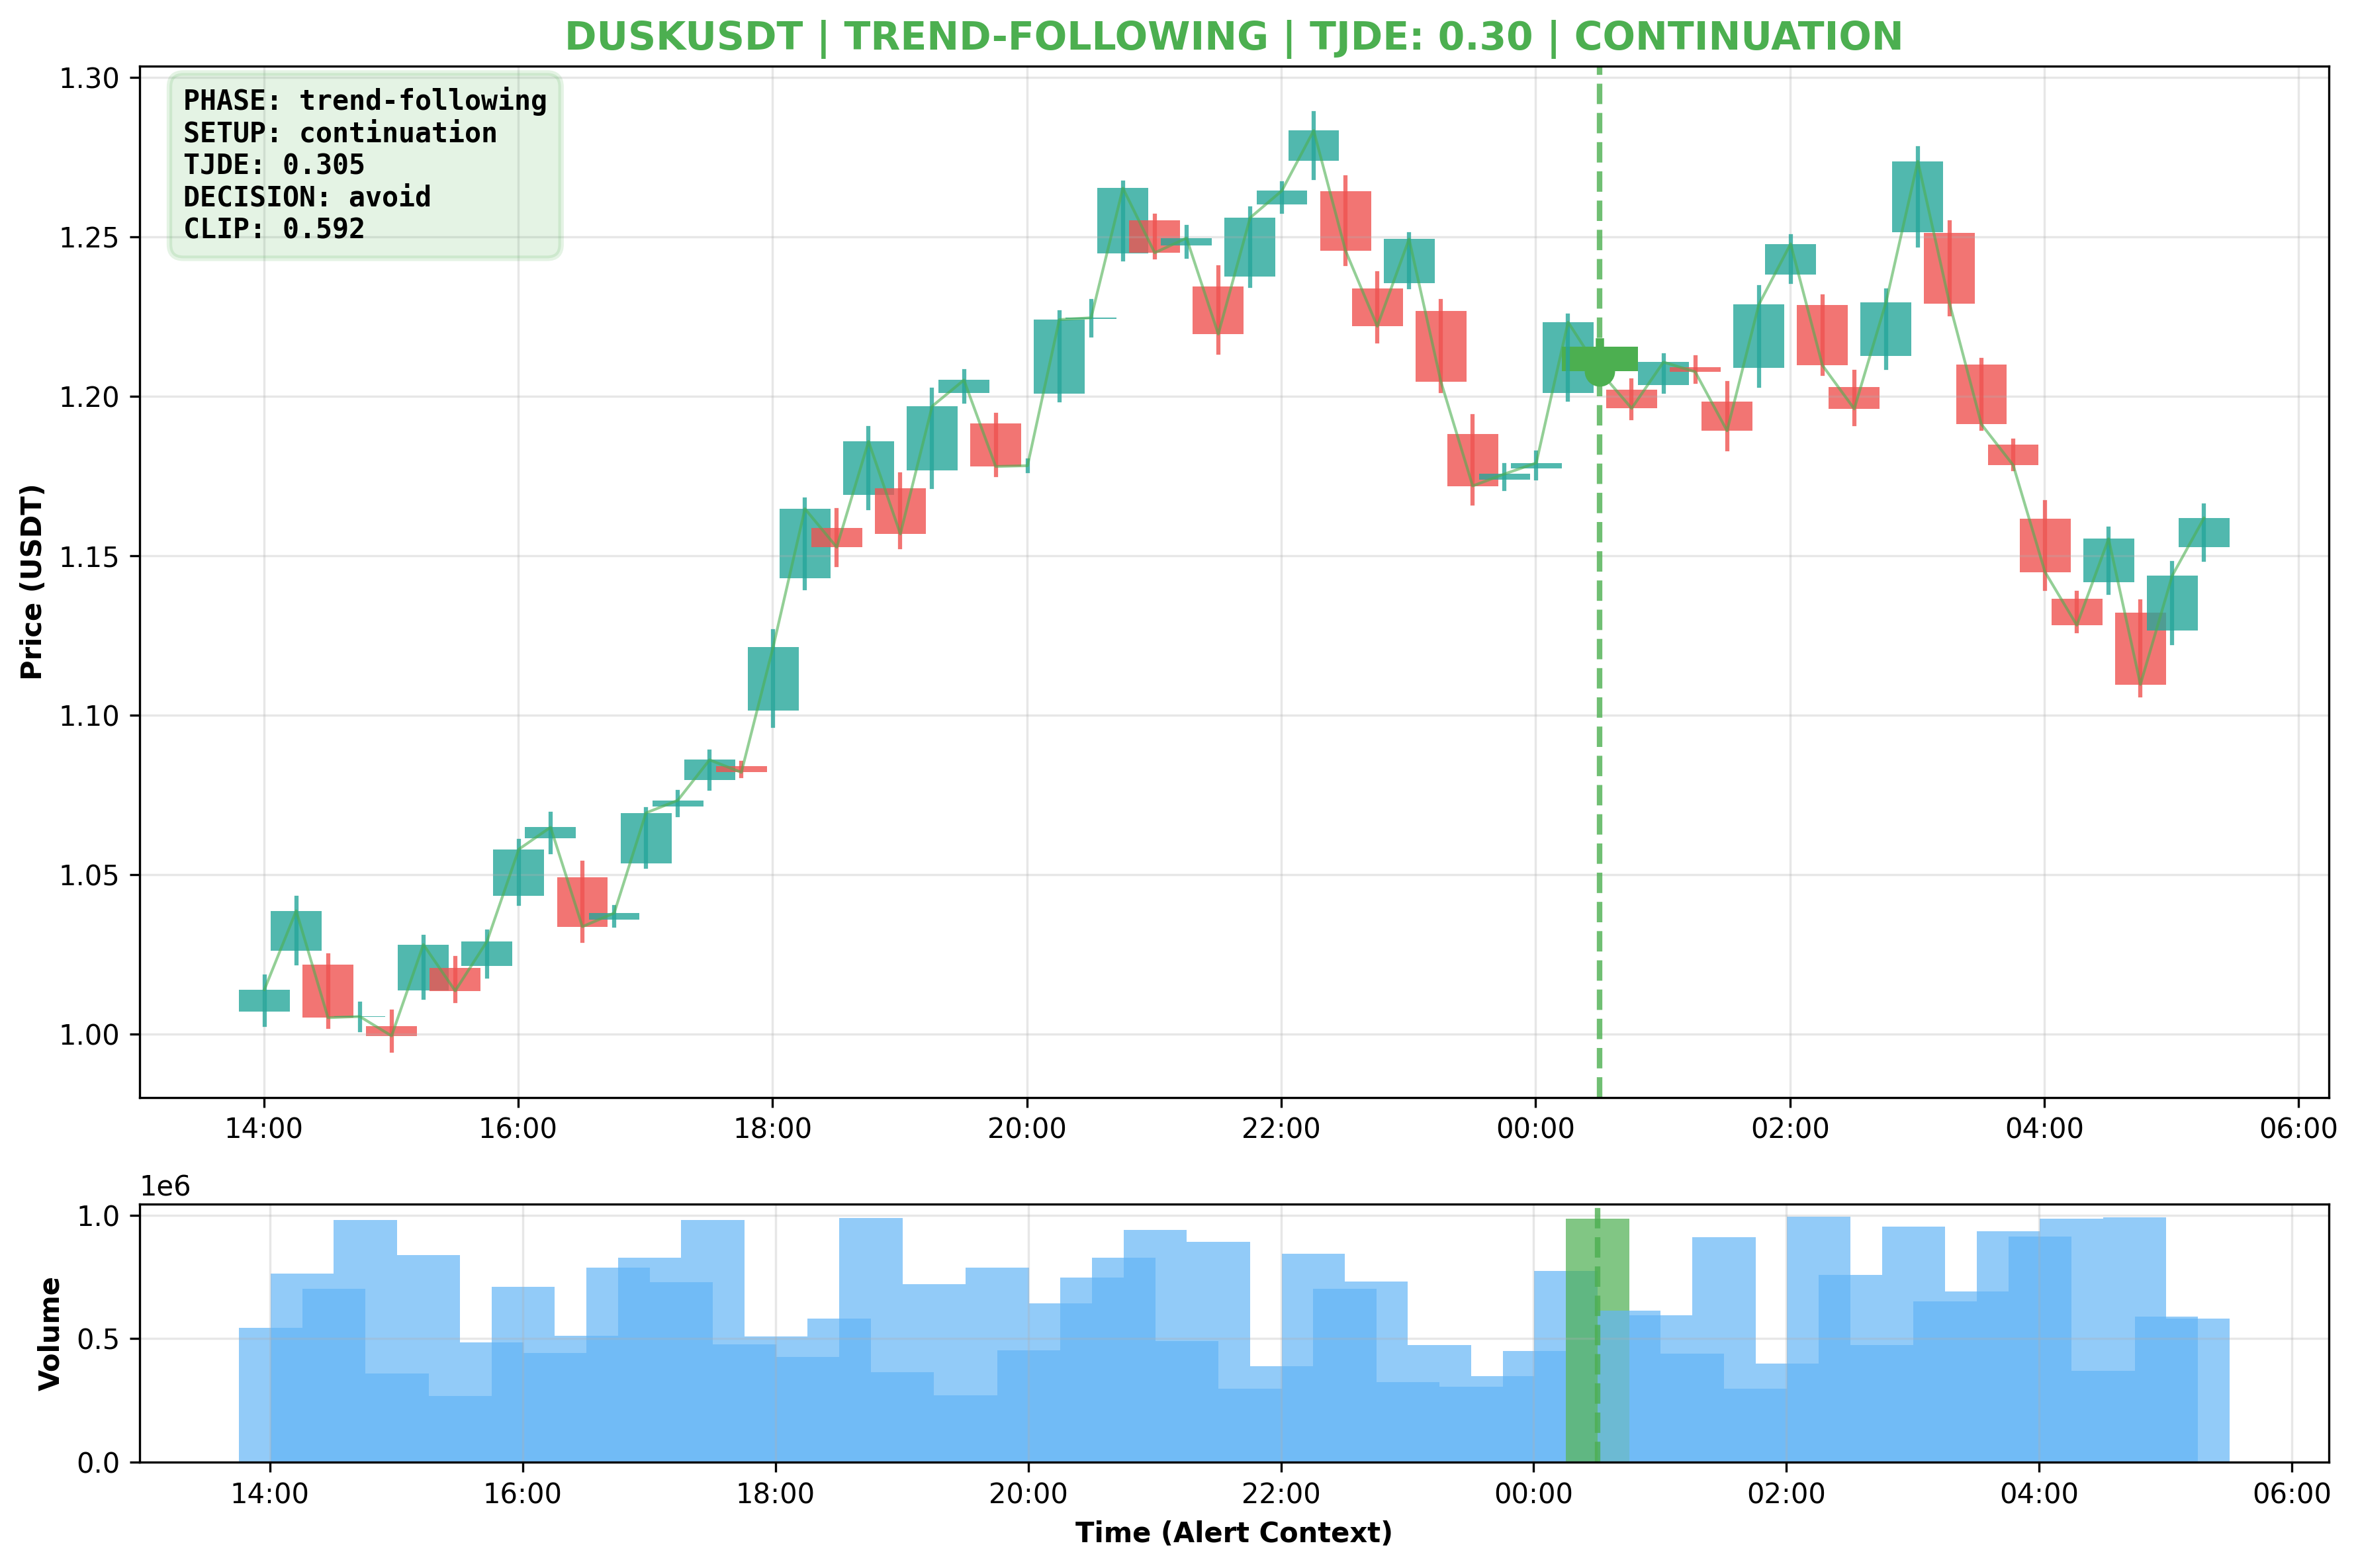 DUSKUSDT | TREND-FOLLOWING | TJDE: 0.30 | CONTINUATION
PHASE: trend-following
SETUP: continuation
TJDE: 0.305
DECISION: avoid
CLIP: 0.592
Price (USDT)
1.30
1.25
1.20
1.15
1.10
1.05
1.00
14:00 16:00 18:00 20:00 22:00 00:00 02:00 04:00 06:00
1e6
Volume
1.0
0.5
0.0
14:00 16:00 18:00 20:00 22:00 00:00 02:00 04:00 06:00
Time (Alert Context)